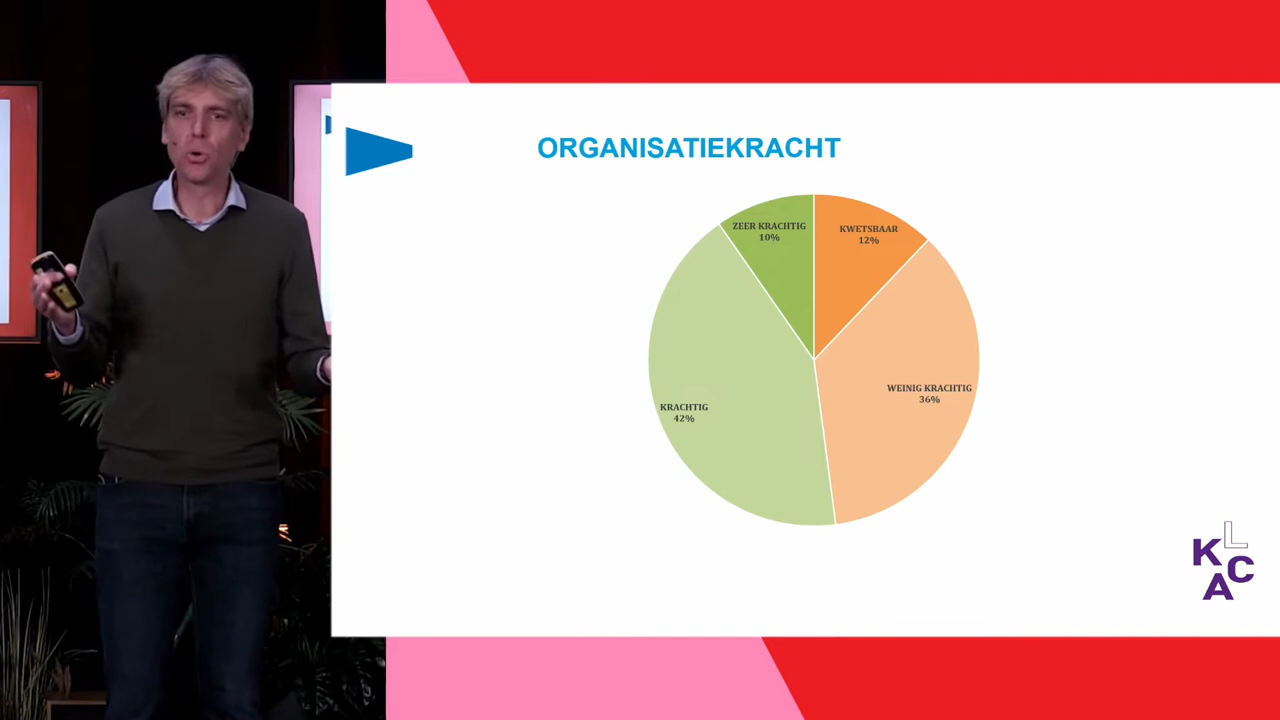 ORGANISATIEKRACHT
ZEER KRACHTIG
10%
KWETSBAAR
12%
WEINIG KRACHTIG
36%
KRACHTIG
42%
L
K
C
A